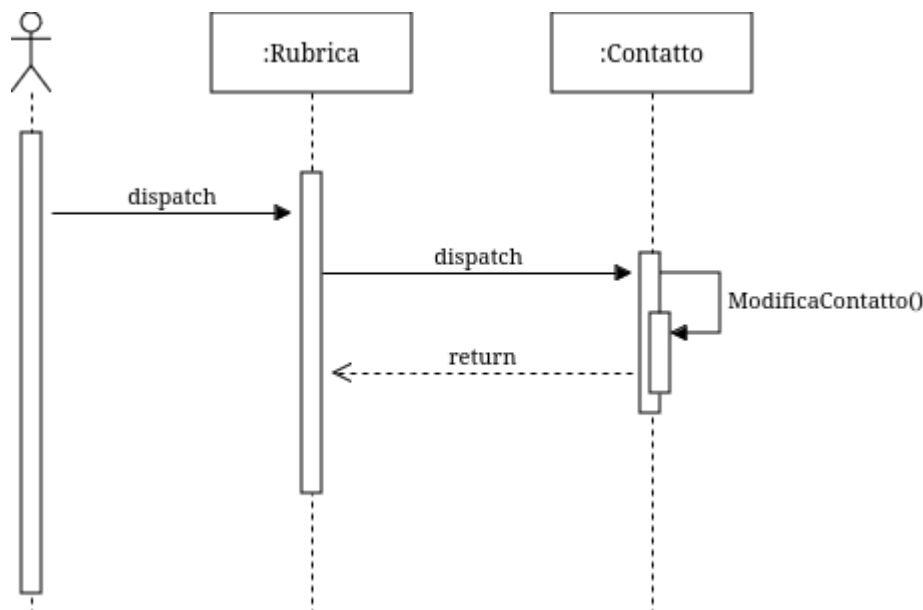 :Rubrica
:Contatto
dispatch
dispatch
ModificaContatto()
return